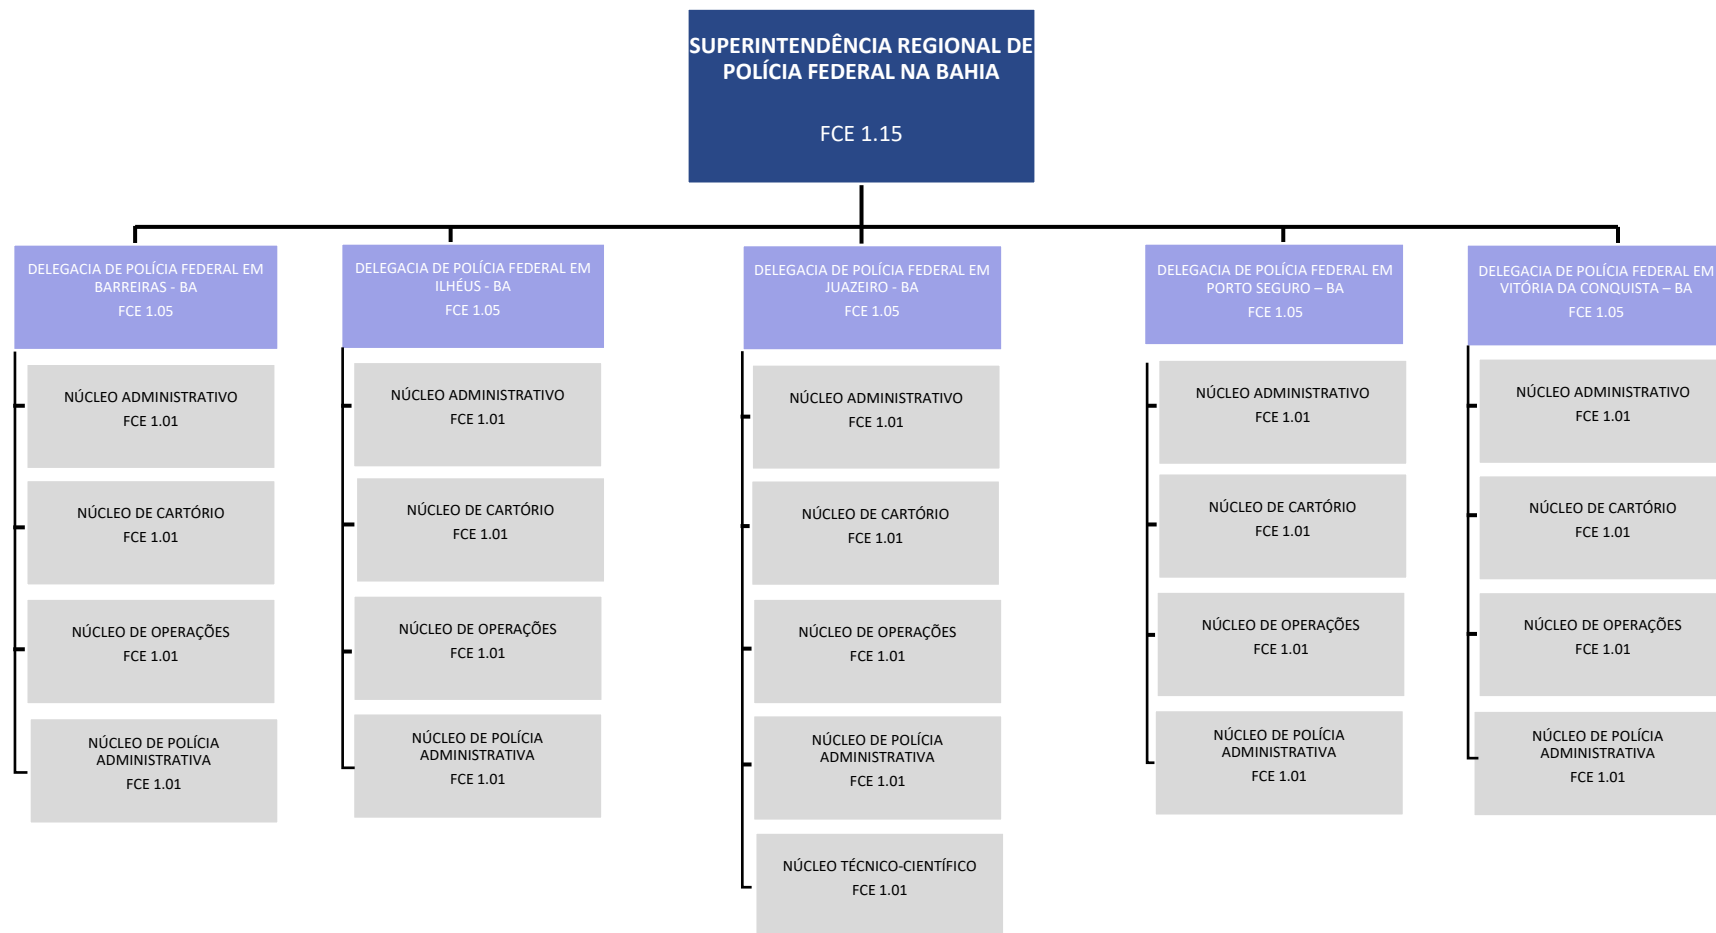 SUPERINTENDÊNCIA REGIONAL DE
POLÍCIA FEDERAL NA BAHIA
FCE 1.15
DELEGACIA DE POLÍCIA FEDERAL EM
BARREIRAS - BA
FCE 1.05
NÚCLEO ADMINISTRATIVO
FCE 1.01
NÚCLEO DE CARTÓRIO
FCE 1.01
NÚCLEO DE OPERAÇÕES
FCE 1.01
NÚCLEO DE POLÍCIA
ADMINISTRATIVA
FCE 1.01
DELEGACIA DE POLÍCIA FEDERAL EM
ILHÉUS - BA
FCE 1.05
NÚCLEO ADMINISTRATIVO
FCE 1.01
NÚCLEO DE CARTÓRIO
FCE 1.01
NÚCLEO DE OPERAÇÕES
FCE 1.01
NÚCLEO DE POLÍCIA
ADMINISTRATIVA
FCE 1.01
DELEGACIA DE POLÍCIA FEDERAL EM
JUAZEIRO - BA
FCE 1.05
NÚCLEO ADMINISTRATIVO
FCE 1.01
NÚCLEO DE CARTÓRIO
FCE 1.01
NÚCLEO DE OPERAÇÕES
FCE 1.01
NÚCLEO DE POLÍCIA
ADMINISTRATIVA
FCE 1.01
NÚCLEO TÉCNICO-CIENTÍFICO
FCE 1.01
DELEGACIA DE POLÍCIA FEDERAL EM
PORTO SEGURO – BA
FCE 1.05
NÚCLEO ADMINISTRATIVO
FCE 1.01
NÚCLEO DE CARTÓRIO
FCE 1.01
NÚCLEO DE OPERAÇÕES
FCE 1.01
NÚCLEO DE POLÍCIA
ADMINISTRATIVA
FCE 1.01
DELEGACIA DE POLÍCIA FEDERAL EM
VITÓRIA DA CONQUISTA – BA
FCE 1.05
NÚCLEO ADMINISTRATIVO
FCE 1.01
NÚCLEO DE CARTÓRIO
FCE 1.01
NÚCLEO DE OPERAÇÕES
FCE 1.01
NÚCLEO DE POLÍCIA
ADMINISTRATIVA
FCE 1.01